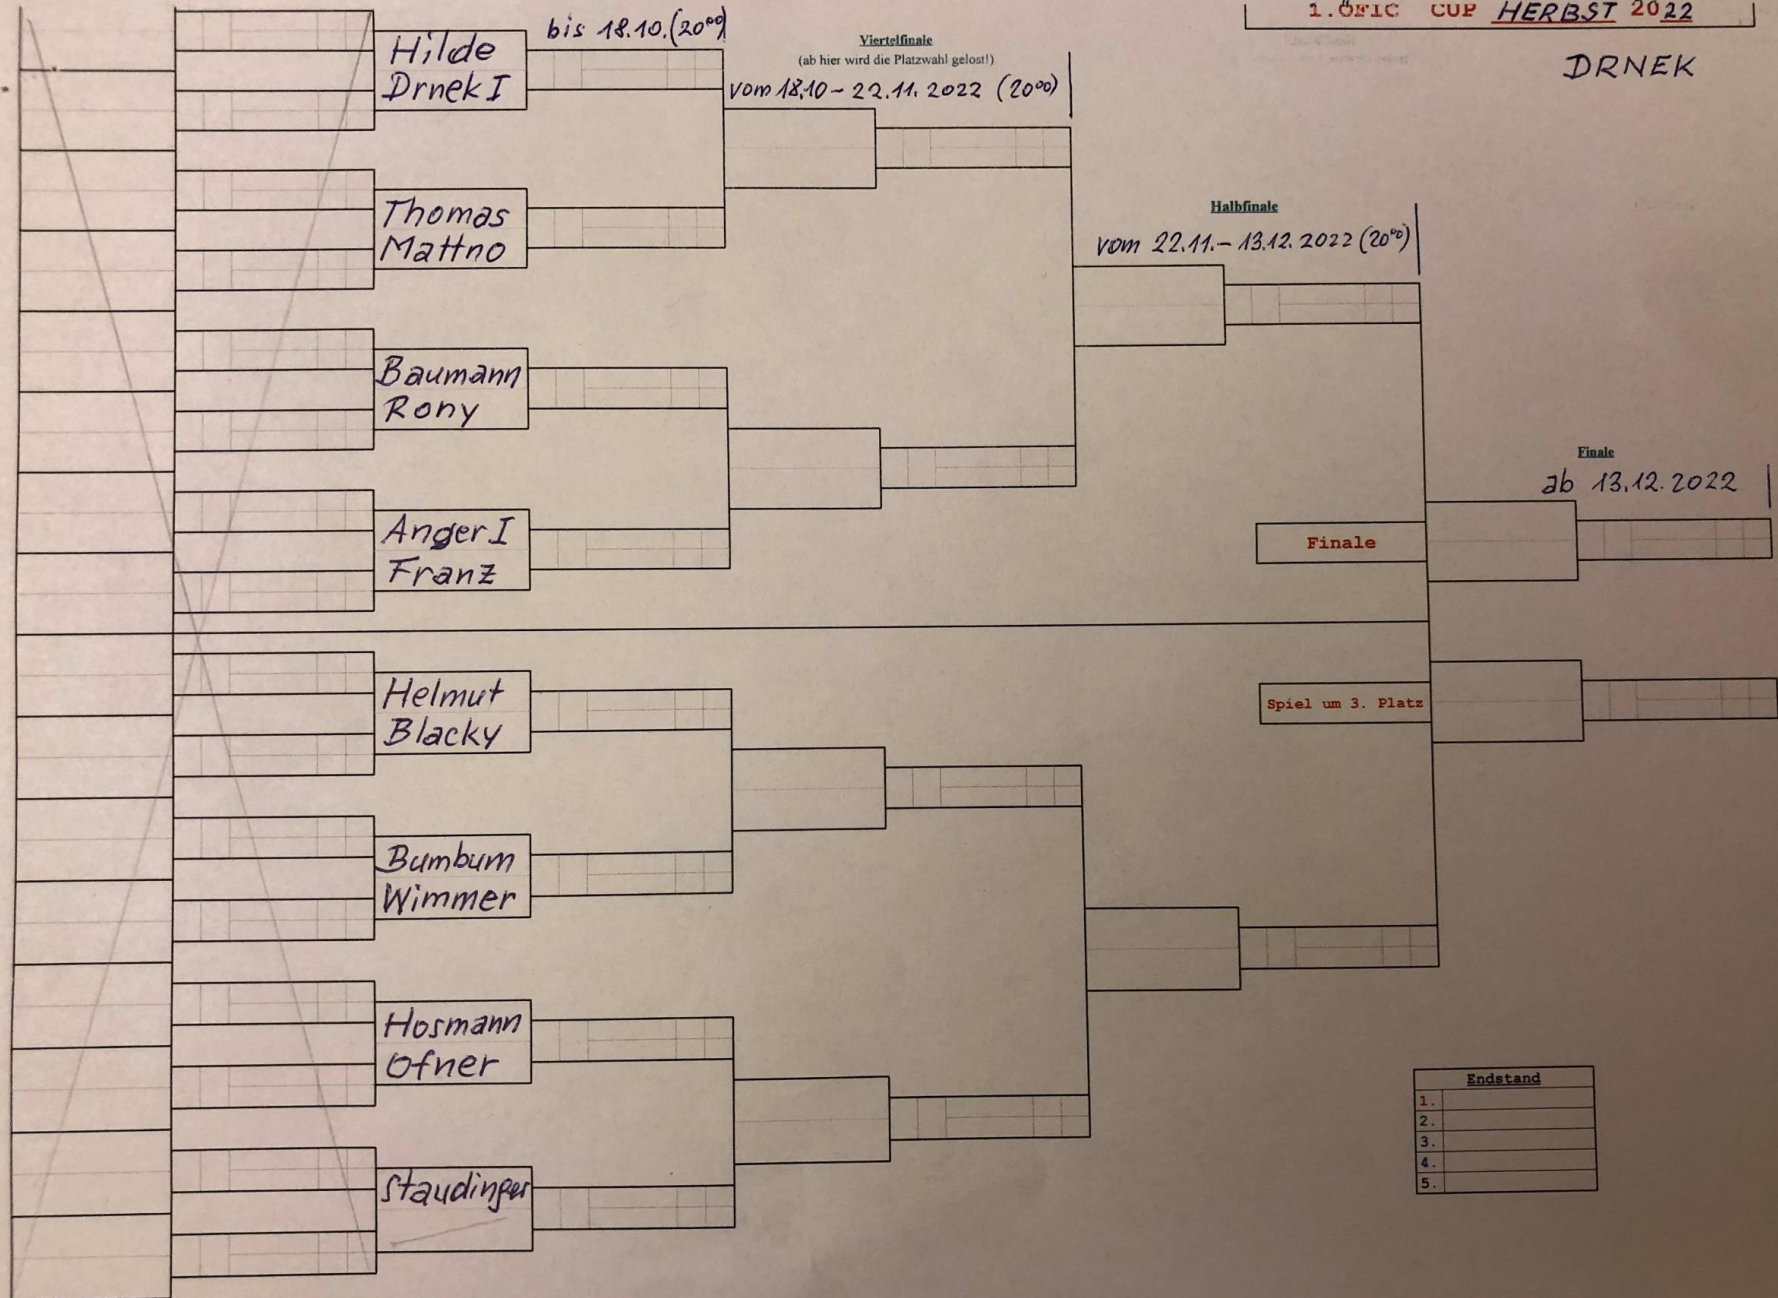 1. ÖFIC CUP HERBST 2022
DRNEK
bis 18.10. (20⁰⁰)
Viertelfinale
(ab hier wird die Platzwahl gelost!)
vom 18.10 - 22.11. 2022 (20⁰⁰)
Halbfinale
vom 22.11. - 13.12. 2022 (20⁰⁰)
Finale
ab 13.12. 2022
Hilde
Drnek I
Thomas
Mattno
Baumann
Rony
Anger I
Franz
Helmut
Blacky
Bumbum
Wimmer
Hosmann
Ofner
Staudinger
Finale
Spiel um 3. Platz
Endstand
1.
2.
3.
4.
5.